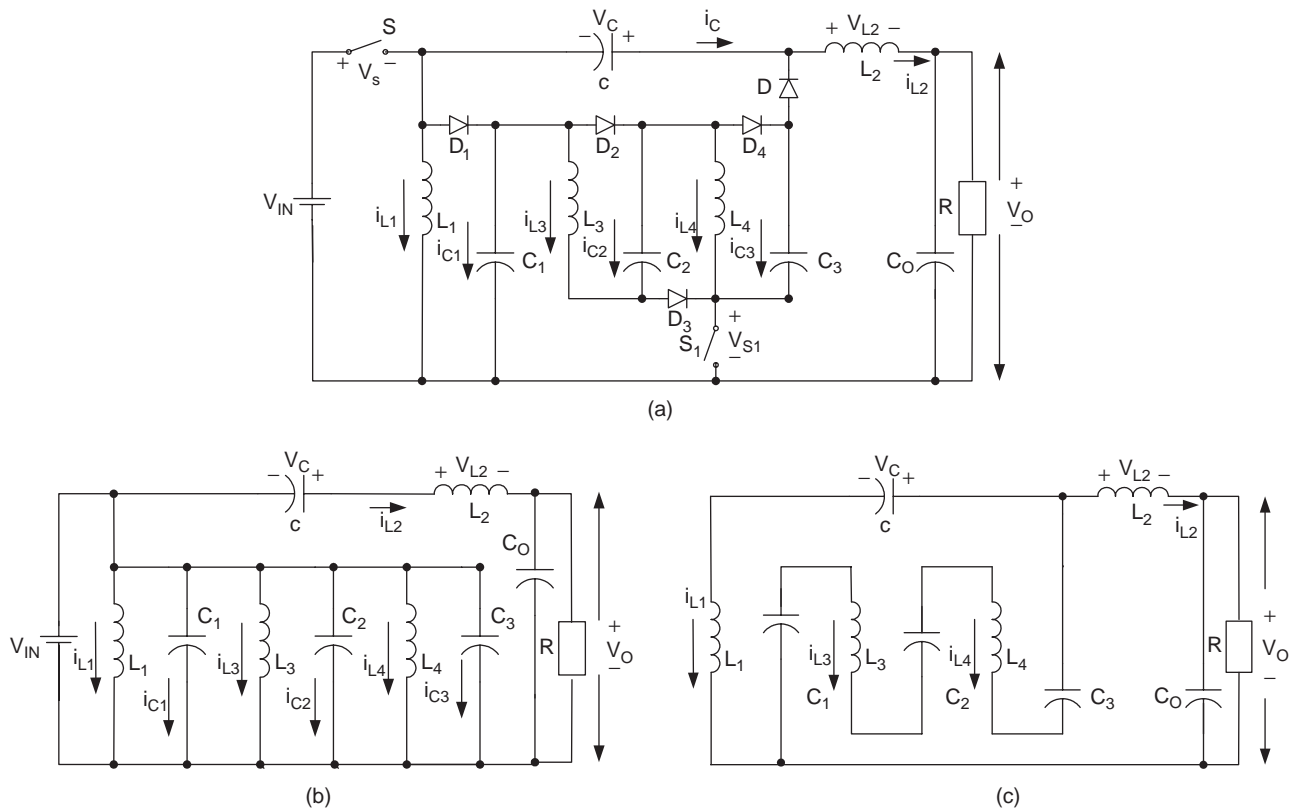 V_C
S
− +
i_C
+ V_L2 −
+ V_s −
c
L_2
i_L2
D
D_1
D_2
D_4
V_IN
i_L1
L_1
i_C1
C_1
i_L3
L_3
i_C2
C_2
i_L4
L_4
i_C3
C_3
C_O
R
+
V_O
−
D_3
S_1
+
V_S1
−
(a)
V_C
− +
c
i_L2
+ V_L2 −
L_2
C_O
V_IN
i_L1
L_1
C_1
i_C1
i_L3
L_3
C_2
i_C2
i_L4
L_4
C_3
i_C3
R
+
V_O
−
(b)
V_C
− +
c
+ V_L2 −
L_2
i_L2
i_L1
L_1
i_L3
L_3
C_1
i_L4
L_4
C_2
C_3
C_O
R
+
V_O
−
(c)